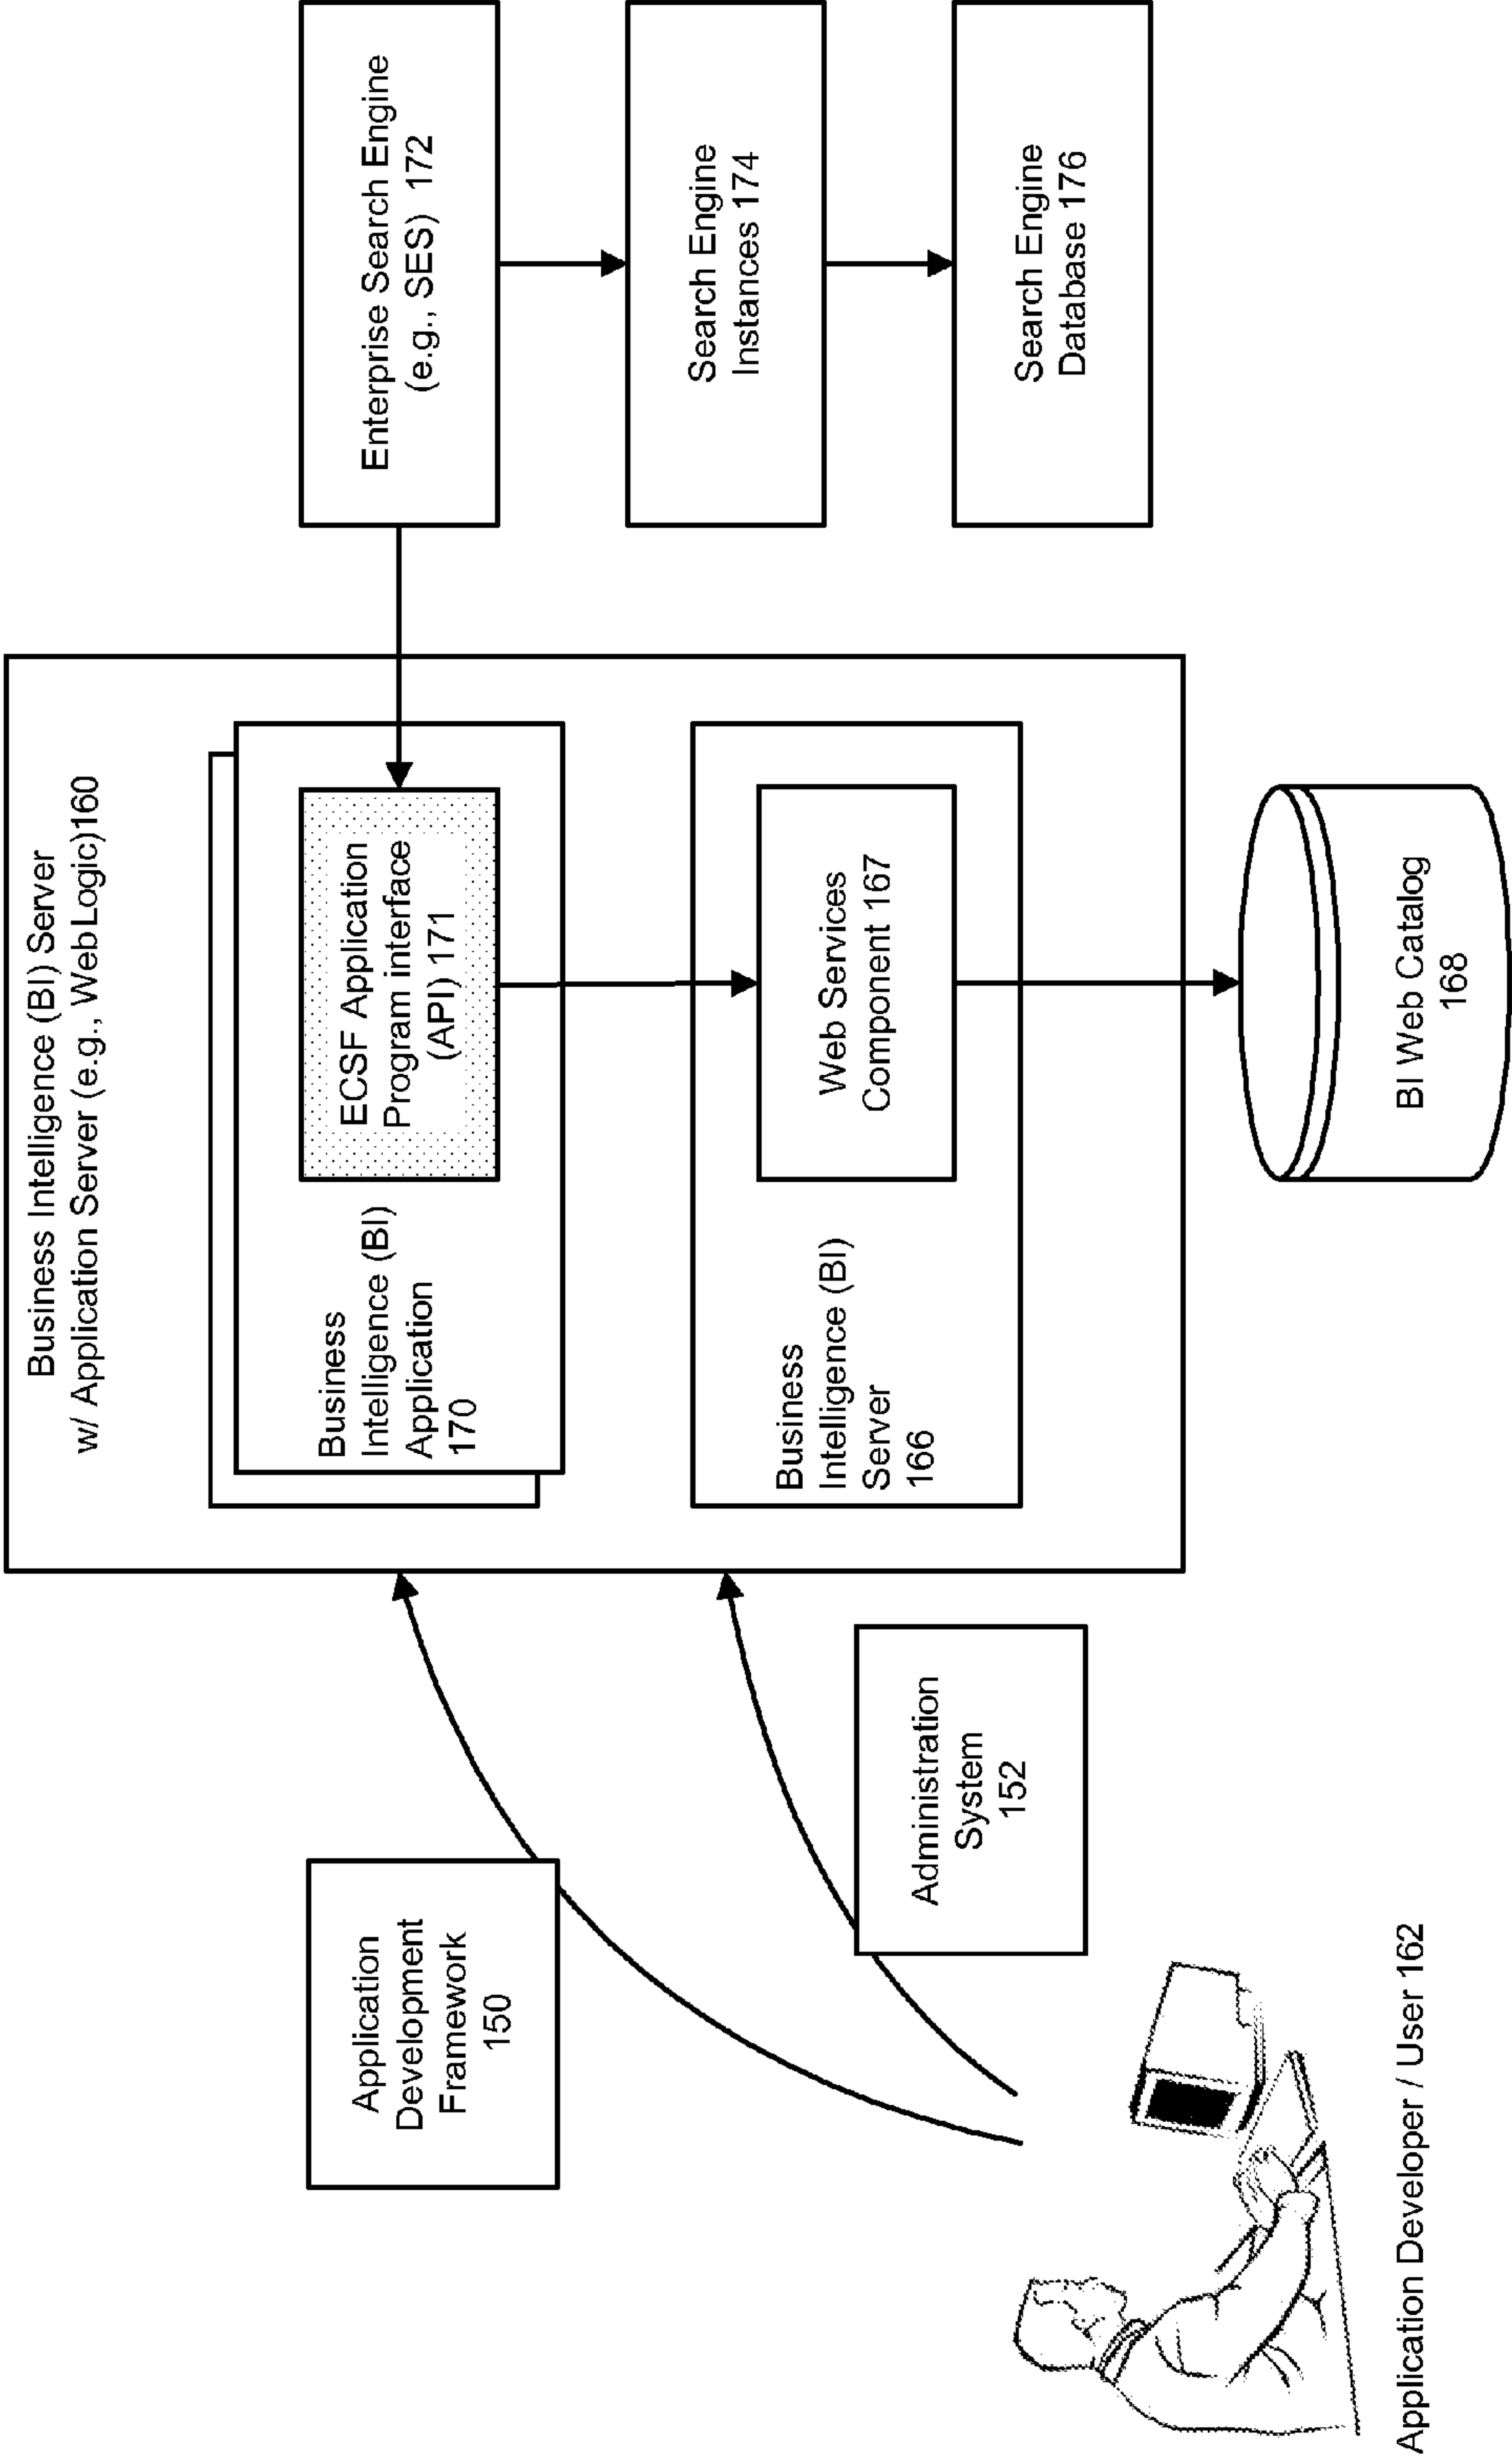 Business Intelligence (BI) Server
w/ Application Server (e.g., WebLogic)160
Application
Development
Framework
150
Business
Intelligence (BI)
Application
170
ECSF Application
Program interface
(API) 171
Enterprise Search Engine
(e.g., SES) 172
Search Engine
Instances 174
Administration
System
152
Business
Intelligence (BI)
Server
166
Web Services
Component 167
Search Engine
Database 176
BI Web Catalog
168
Application Developer / User 162